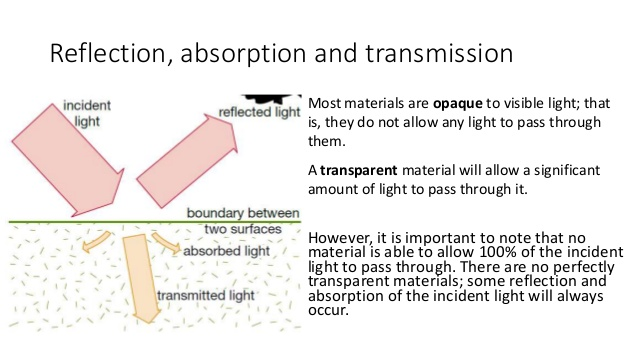 Reflection, absorption and transmission
incident
light
reflected light
boundary between
two surfaces
absorbed light
transmitted light
Most materials are opaque to visible light; that
is, they do not allow any light to pass through
them.
A transparent material will allow a significant
amount of light to pass through it.
However, it is important to note that no
material is able to allow 100% of the incident
light to pass through. There are no perfectly
transparent materials; some reflection and
absorption of the incident light will always
occur.